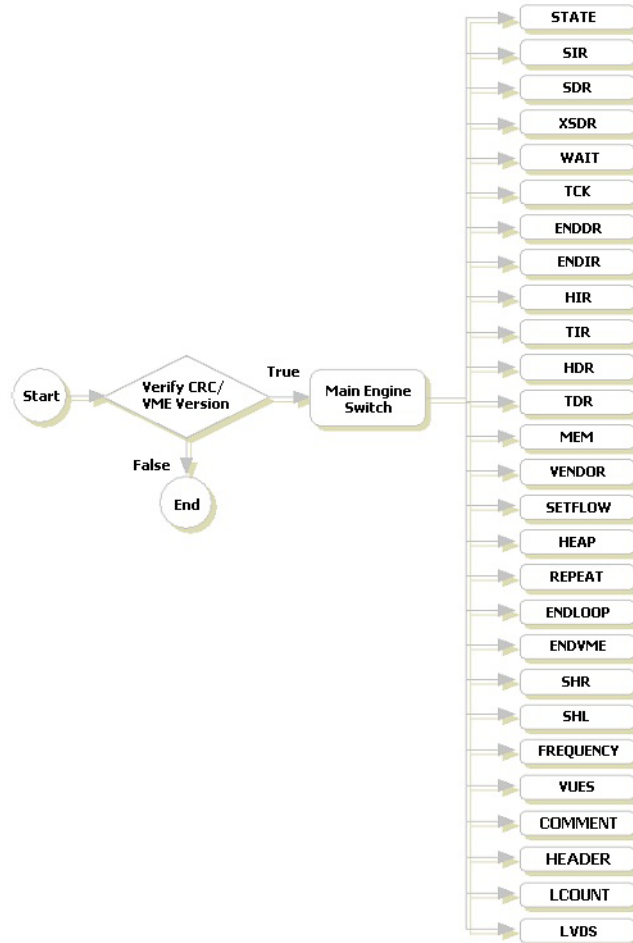 STATE
SIR
SDR
XSDR
WAIT
TCK
ENDDR
ENDIR
HIR
TIR
HDR
TDR
MEM
VENDOR
SETFLOW
HEAP
REPEAT
ENDLOOP
ENDVME
SHR
SHL
FREQUENCY
VUES
COMMENT
HEADER
LCOUNT
LVDS
Start
Verify CRC/
VME Version
True
Main Engine
Switch
False
End